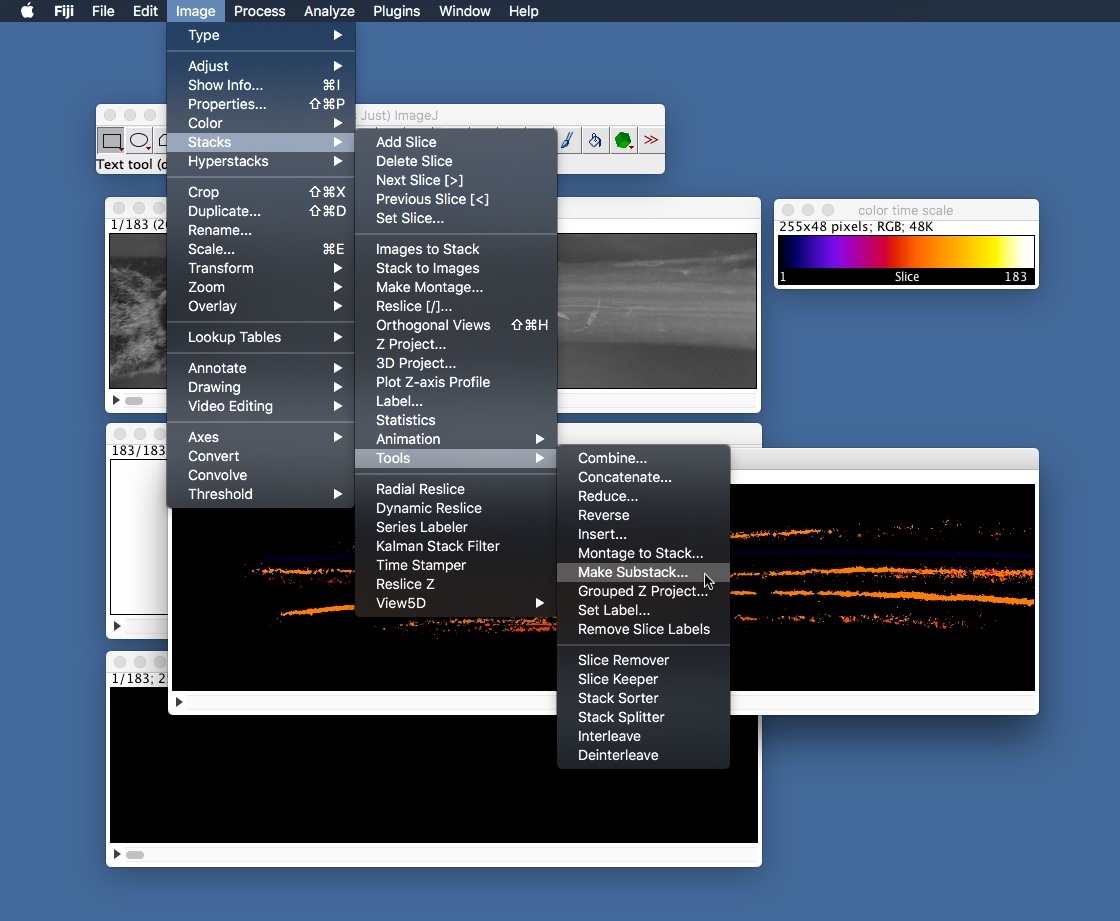 Fiji File Edit Image Process Analyze Plugins Window Help
Type
Adjust
Show Info... ⌘I
Properties... ⇧⌘P
Color
Stacks
Hyperstacks
Crop ⇧⌘X
Duplicate... ⇧⌘D
Rename...
Scale... ⌘E
Transform
Zoom
Overlay
Lookup Tables
Annotate
Drawing
Video Editing
Axes
Convert
Convolve
Threshold
Just) ImageJ
Text tool (d
Add Slice
Delete Slice
Next Slice [>]
Previous Slice [<]
Set Slice...
Images to Stack
Stack to Images
Make Montage...
Reslice [/]...
Orthogonal Views ⇧⌘H
Z Project...
3D Project...
Plot Z-axis Profile
Label...
Statistics
Animation
Tools
Radial Reslice
Dynamic Reslice
Series Labeler
Kalman Stack Filter
Time Stamper
Reslice Z
View5D
Combine...
Concatenate...
Reduce...
Reverse
Insert...
Montage to Stack...
Make Substack...
Grouped Z Project...
Set Label...
Remove Slice Labels
Slice Remover
Slice Keeper
Stack Sorter
Stack Splitter
Interleave
Deinterleave
color time scale
255x48 pixels; RGB; 48K
1 Slice 183
1/183 (2
183/183
1/183; 2